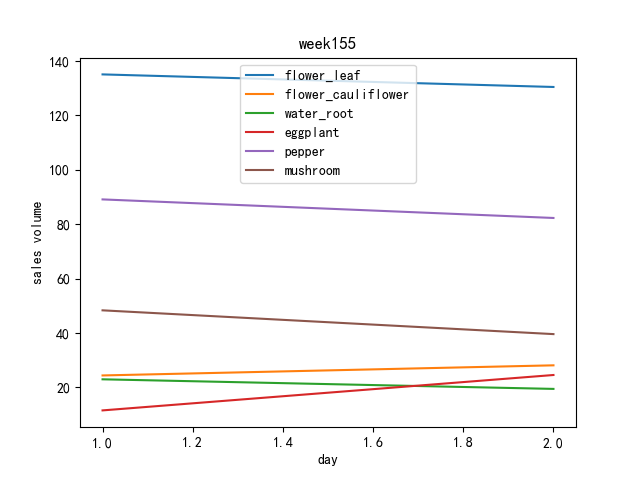 week155
flower_leaf
flower_cauliflower
water_root
eggplant
pepper
mushroom
sales volume
140
120
100
80
60
40
20
1.0 1.2 1.4 1.6 1.8 2.0
day